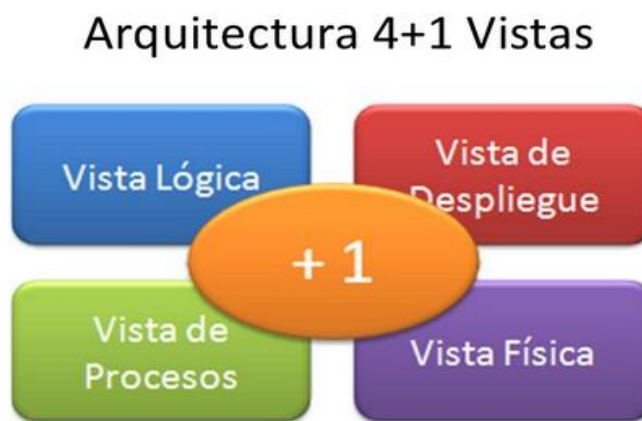 Arquitectura 4+1 Vistas
Vista Lógica
Vista de
Despliegue
+ 1
Vista de
Procesos
Vista Física